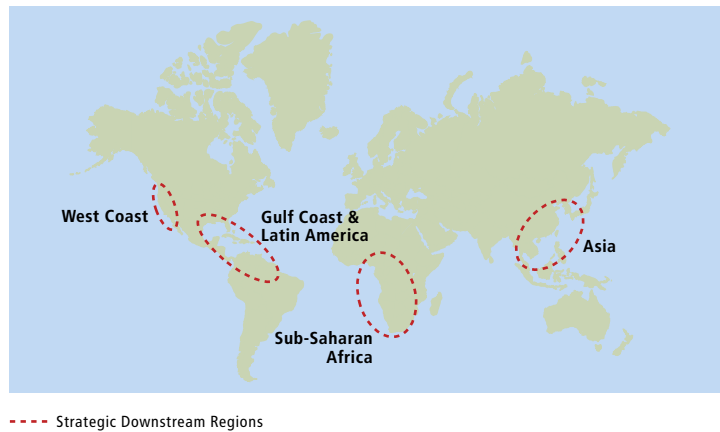 West Coast
Gulf Coast &
Latin America
Asia
Sub-Saharan
Africa
Strategic Downstream Regions